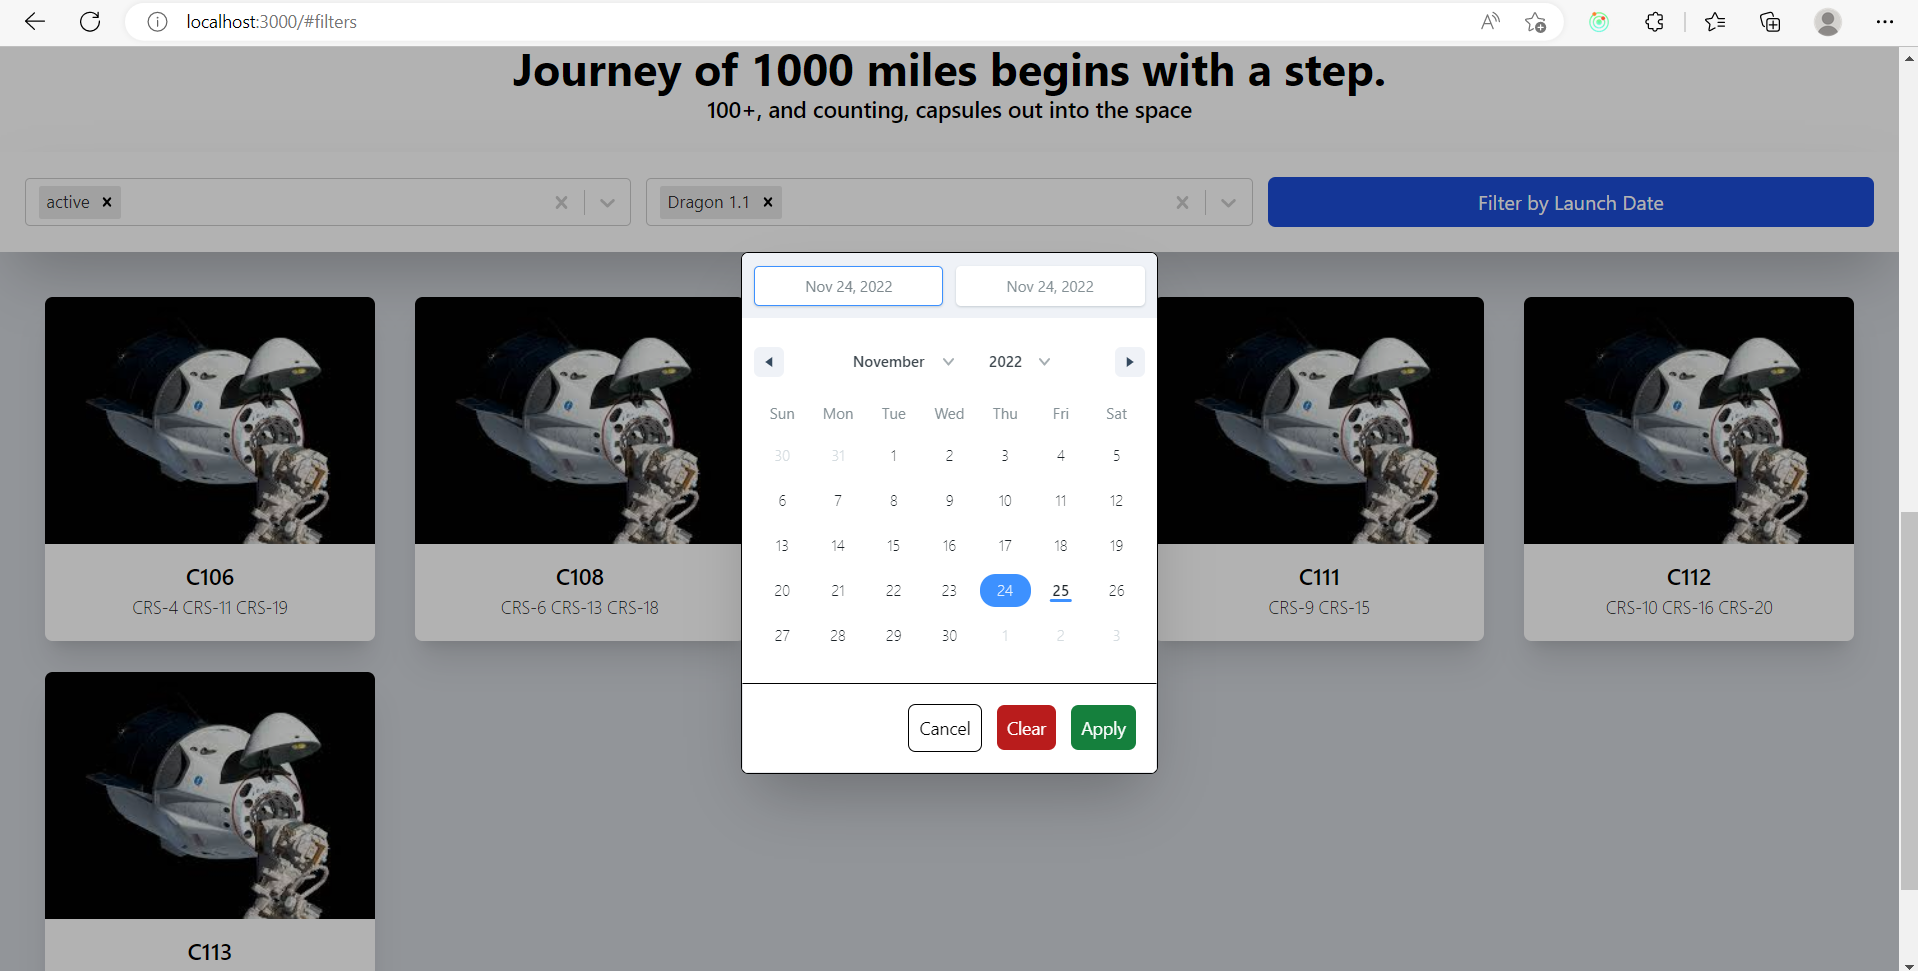 localhost:3000/#filters
Journey of 1000 miles begins with a step.
100+, and counting, capsules out into the space
active
Dragon 1.1
Filter by Launch Date
Nov 24, 2022 Nov 24, 2022
November 2022
Sun Mon Tue Wed Thu Fri Sat
30 31 1 2 3 4 5
6 7 8 9 10 11 12
13 14 15 16 17 18 19
20 21 22 23 24 25 26
27 28 29 30 1 2 3
Cancel Clear Apply
C106
CRS-4 CRS-11 CRS-19
C108
CRS-6 CRS-13 CRS-18
C111
CRS-9 CRS-15
C112
CRS-10 CRS-16 CRS-20
C113